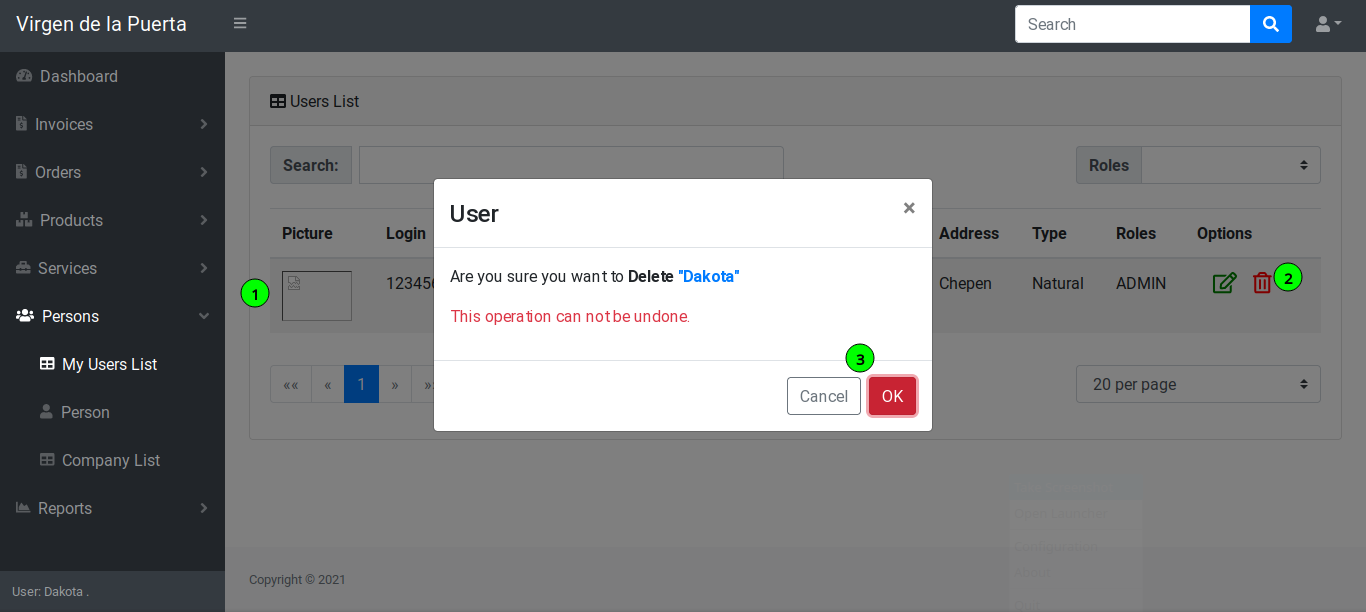 Virgen de la Puerta
Search
Dashboard
Invoices
Orders
Products
Services
Persons
My Users List
Person
Company List
Reports
User: Dakota .
Users List
Search:
Roles
Picture
Login
Address
Type
Roles
Options
1
123456
Chepen
Natural
ADMIN
2
User
×
Are you sure you want to Delete "Dakota"
This operation can not be undone.
3
Cancel
OK
««
«
1
»
20 per page
Copyright © 2021